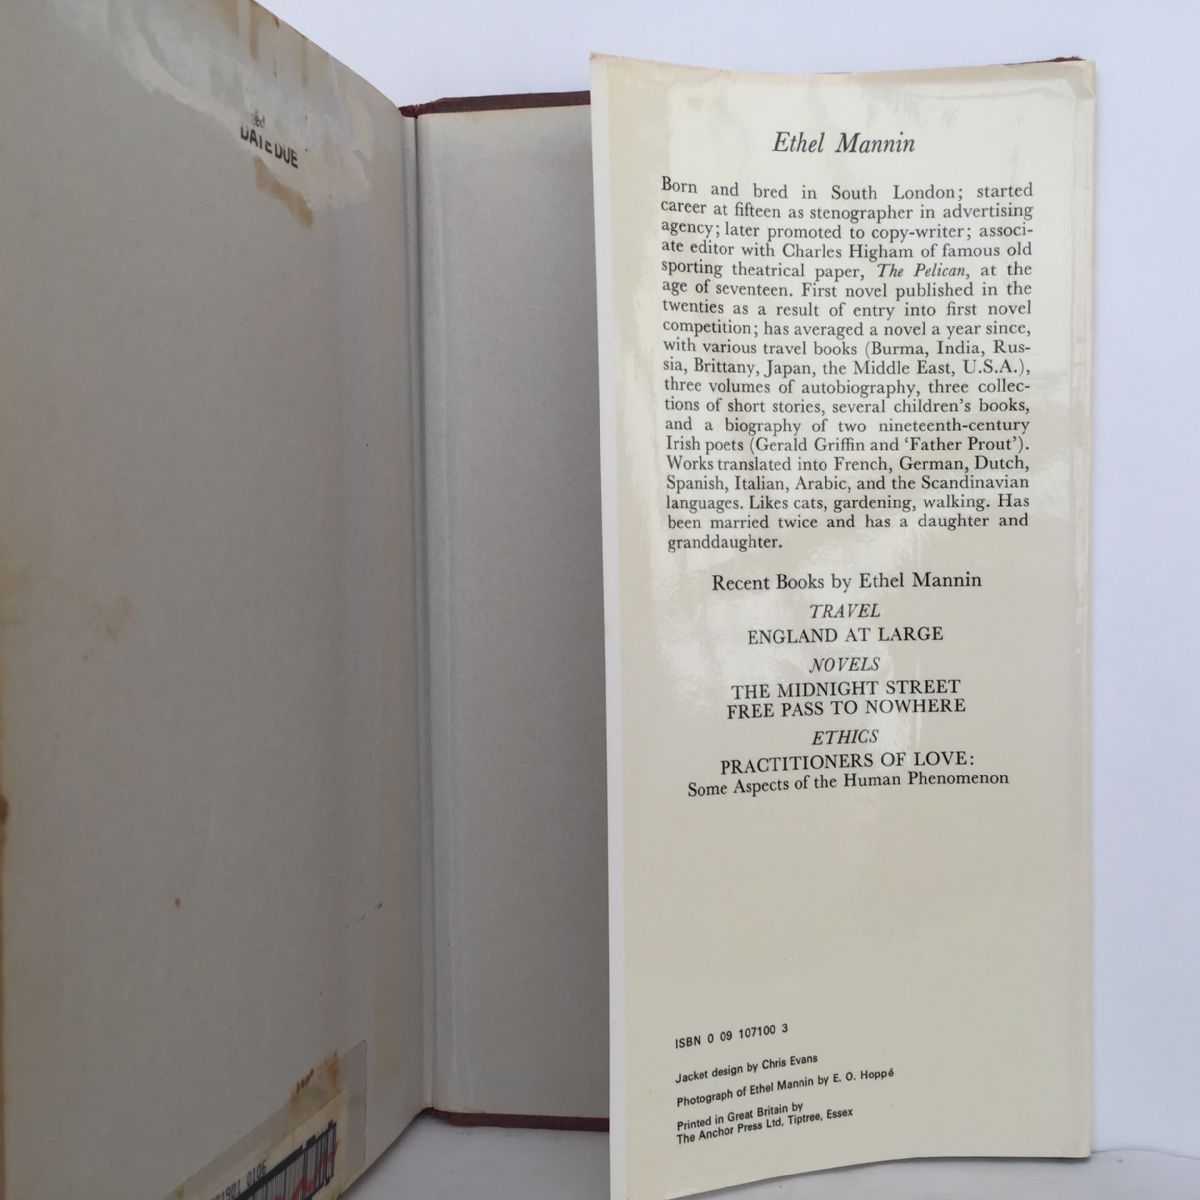 DATE DUE
Ethel Mannin
Born and bred in South London; started
career at fifteen as stenographer in advertising
agency; later promoted to copy-writer; associ-
ate editor with Charles Higham of famous old
sporting theatrical paper, The Pelican, at the
age of seventeen. First novel published in the
twenties as a result of entry into first novel
competition; has averaged a novel a year since,
with various travel books (Burma, India, Rus-
sia, Brittany, Japan, the Middle East, U.S.A.),
three volumes of autobiography, three collec-
tions of short stories, several children's books,
and a biography of two nineteenth-century
Irish poets (Gerald Griffin and 'Father Prout').
Works translated into French, German, Dutch,
Spanish, Italian, Arabic, and the Scandinavian
languages. Likes cats, gardening, walking. Has
been married twice and has a daughter and
granddaughter.
Recent Books by Ethel Mannin
TRAVEL
ENGLAND AT LARGE
NOVELS
THE MIDNIGHT STREET
FREE PASS TO NOWHERE
ETHICS
PRACTITIONERS OF LOVE:
Some Aspects of the Human Phenomenon
ISBN 0 09 107100 3
Jacket design by Chris Evans
Photograph of Ethel Mannin by E. O. Hoppé
Printed in Great Britain by
The Anchor Press Ltd, Tiptree, Essex